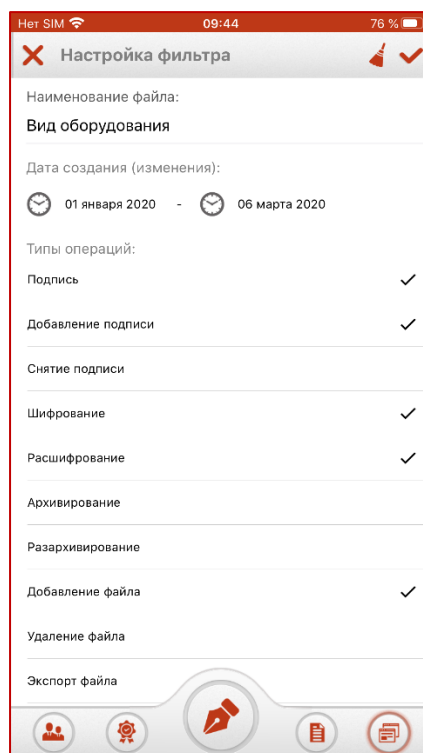 Нет SIM 09:44 76 %
Настройка фильтра
Наименование файла:
Вид оборудования
Дата создания (изменения):
01 января 2020 - 06 марта 2020
Типы операций:
Подпись
Добавление подписи
Снятие подписи
Шифрование
Расшифрование
Архивирование
Разархивирование
Добавление файла
Удаление файла
Экспорт файла